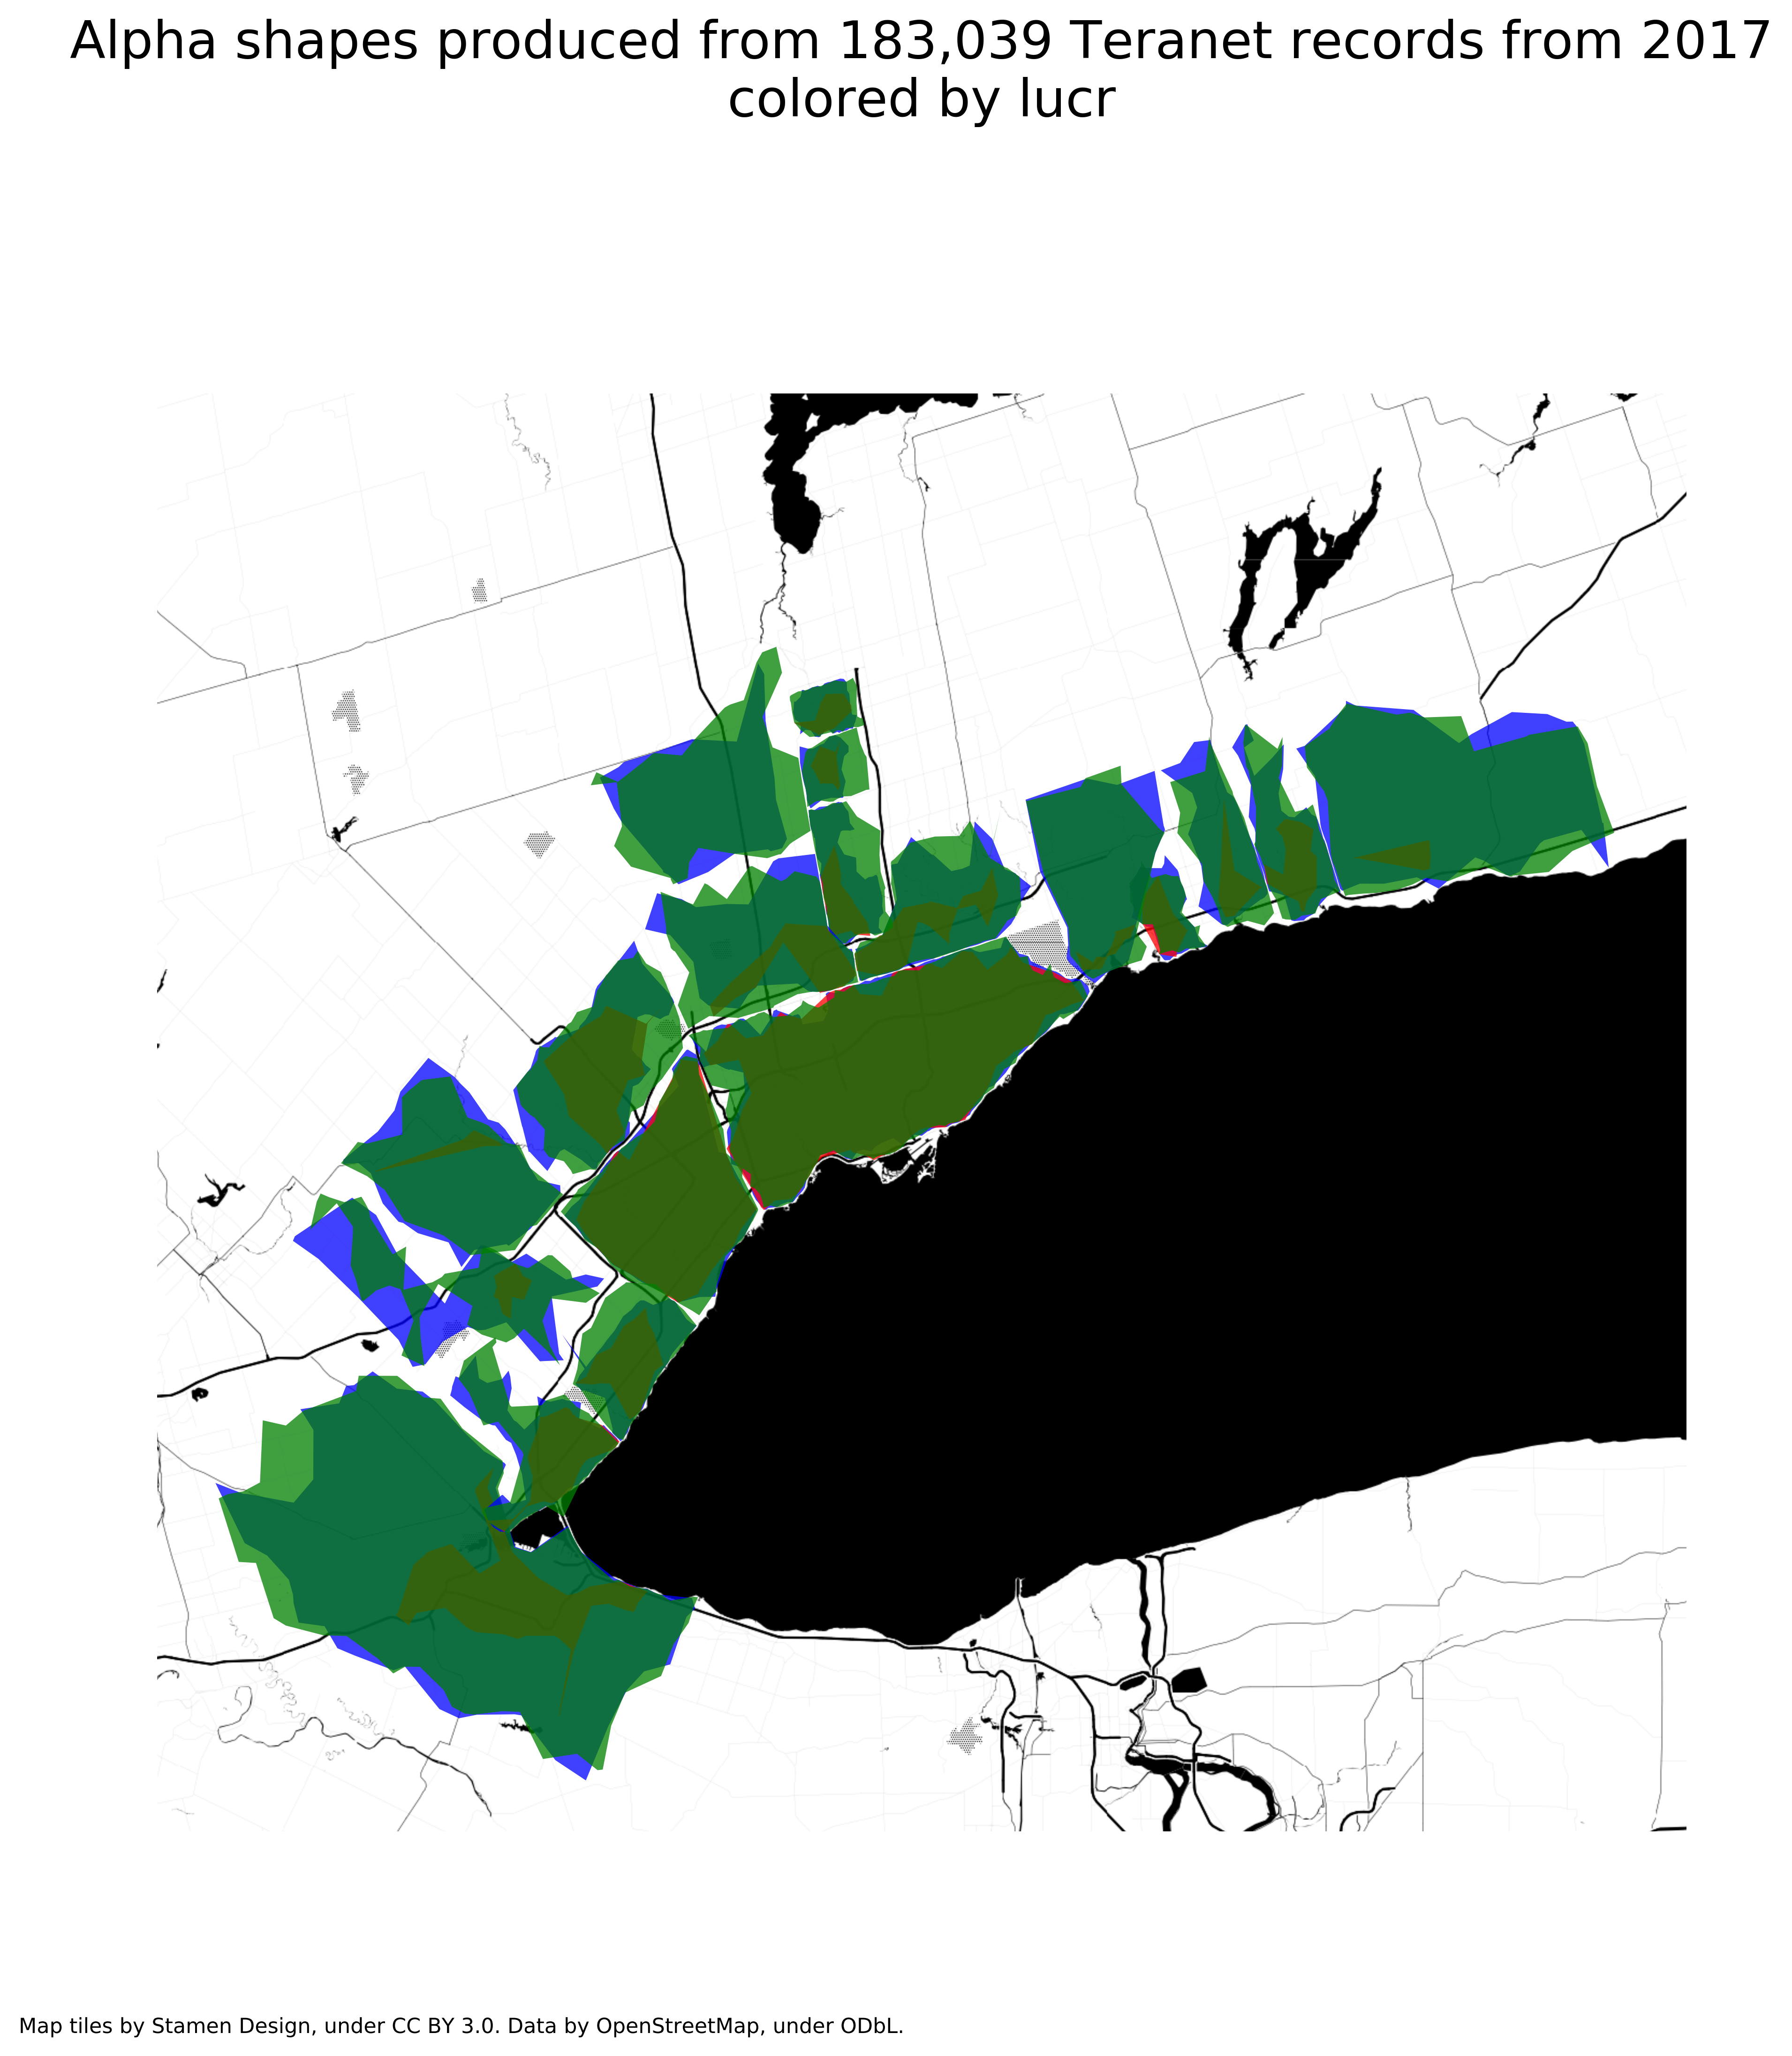 Alpha shapes produced from 183,039 Teranet records from 2017
colored by lucr
Map tiles by Stamen Design, under CC BY 3.0. Data by OpenStreetMap, under ODbL.